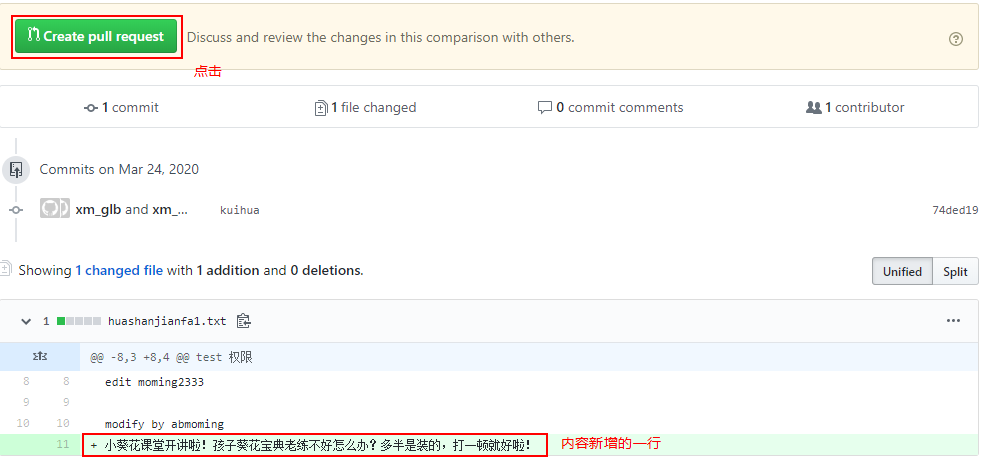 Create pull request Discuss and review the changes in this comparison with others.
点击
1 commit 1 file changed 0 commit comments 1 contributor
Commits on Mar 24, 2020
xm_glb and xm_... kuihua 74ded19
Showing 1 changed file with 1 addition and 0 deletions. Unified Split
1 huashanjianfa1.txt
@@ -8,3 +8,4 @@ test 权限
8 8 edit moming2333
9 9
10 10 modify by abmoming
11 + 小葵花课堂开讲啦！孩子葵花宝典老练不好怎么办？多半是装的，打一顿就好啦！ 内容新增的一行